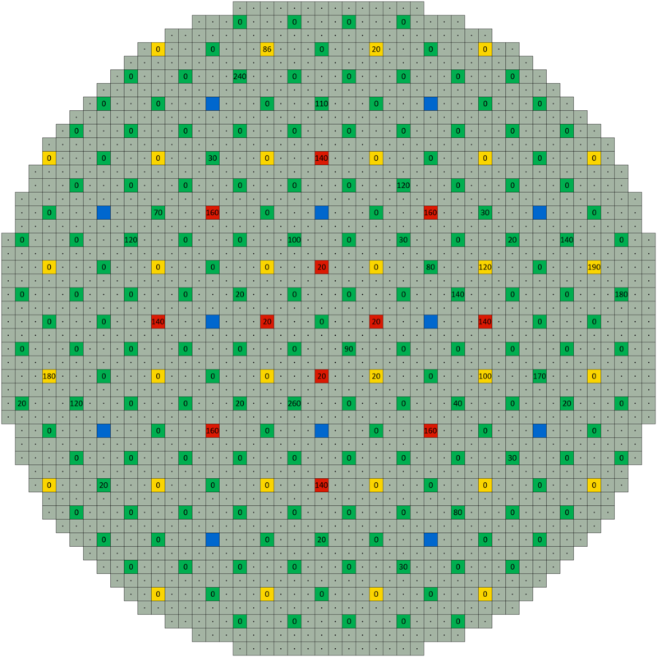 0 0 0 0
0 0 86 0 20 0 0
0 0 240 0 0 0 0 0
0 0 0 110 0 0 0
0 0 0 0 0 0 0 0 0 0
0 0 0 30 0 140 0 0 0 0 0
0 0 0 0 0 0 120 0 0 0
0 70 160 0 0 160 30 0
0 0 120 0 0 100 0 30 0 20 140 0
0 0 0 0 0 20 0 80 120 0 190
0 0 0 0 20 0 0 0 140 0 0 180
0 0 140 20 0 20 140 0 0
0 0 0 0 0 0 90 0 0 0 0 0
180 0 0 0 0 20 20 0 100 170 0
20 120 0 0 20 260 0 0 40 0 20 0
0 0 160 0 0 160 0 0
0 0 0 0 0 0 0 0 30 0 0
0 20 0 0 0 140 0 0 0 0 0
0 0 0 0 0 0 0 80 0 0
0 0 0 20 0 0 0
0 0 0 0 0 30 0 0
0 0 0 0 0 0 0
0 0 0 0 0